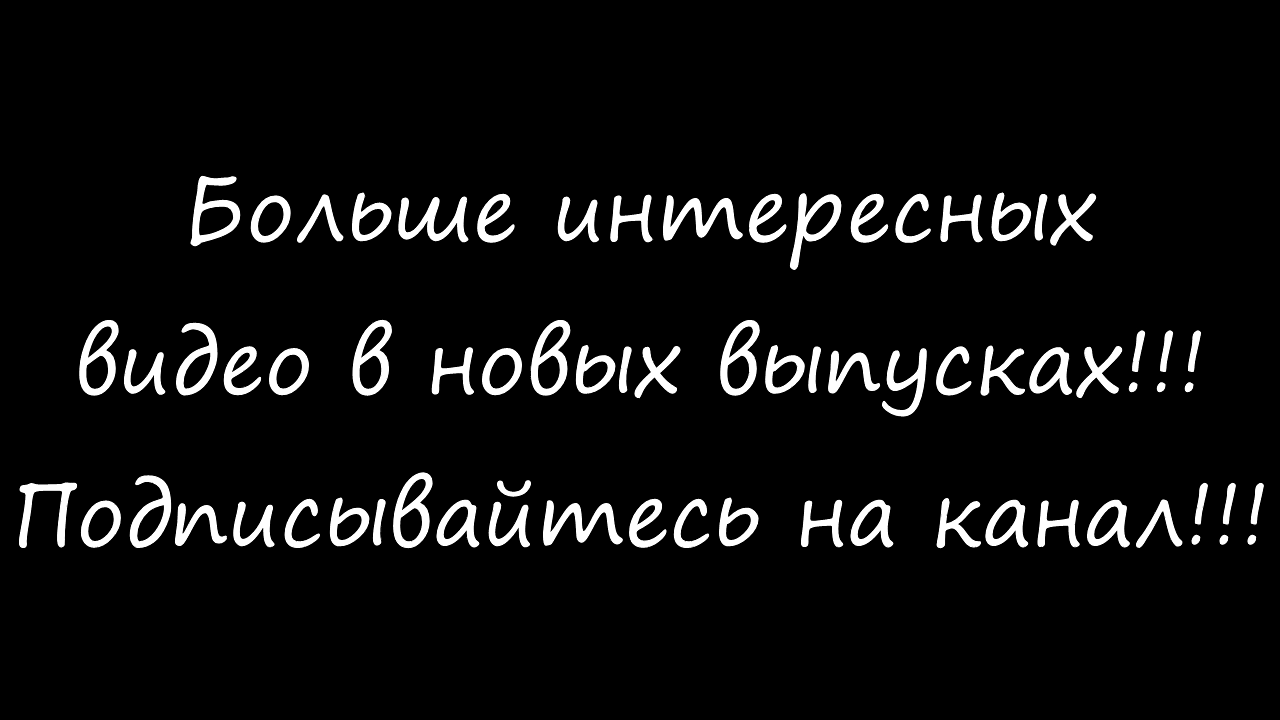 Больше интересных
видео в новых выпусках!!!
Подписывайтесь на канал!!!